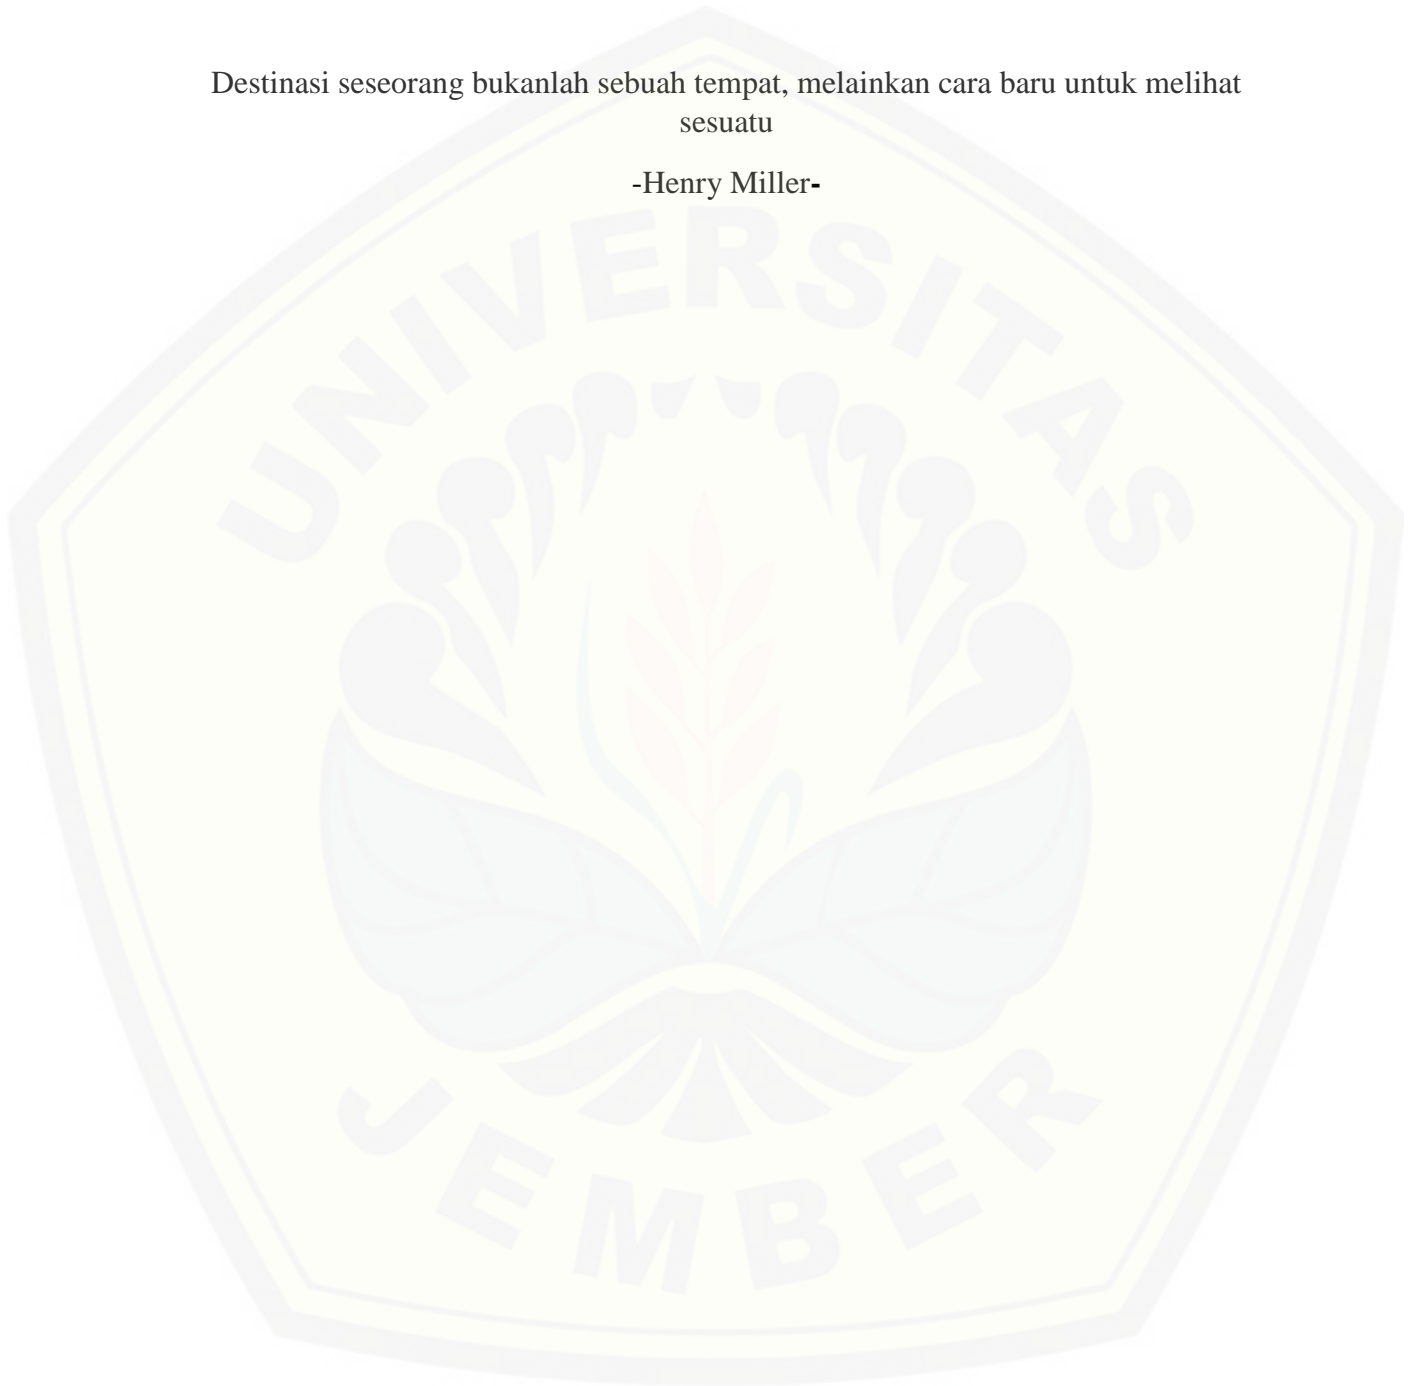 Destinasi seseorang bukanlah sebuah tempat, melainkan cara baru untuk melihat
sesuatu
-Henry Miller-
UNIVERSITAS
JEMBER